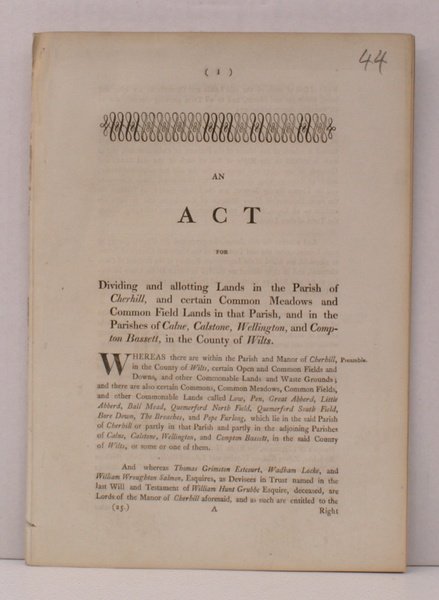 ( 1 )
44
AN
ACT
FOR
Dividing and allotting Lands in the Parish of
Cherhill, and certain Common Meadows and
Common Field Lands in that Parish, and in the
Parishes of Calne, Calstone, Wellington, and Comp-
ton Bassett, in the County of Wilts.
WHEREAS there are within the Parish and Manor of Cherhill, Preamble.
in the County of Wilts, certain Open and Common Fields and
Downs, and other Commonable Lands and Waste Grounds;
and there are also certain Commons, Common Meadows, Common Fields,
and other Commonable Lands called Low, Pen, Great Abberd, Little
Abberd, Ball Mead, Quemerford North Field, Quemerford South Field,
Bore Down, The Breaches, and Pope Furlong, which lie in the said Parish
of Cherhill or partly in that Parish and partly in the adjoining Parishes
of Calne, Calstone, Wellington, and Compton Bassett, in the said County
of Wilts, or some or one of them.
And whereas Thomas Grimston Estcourt, Wadham Locke, and
William Wroughton Salmon, Esquires, as Devisees in Trust named in the
last Will and Testament of William Hunt Grubbe Esquire, deceased, are
Lords of the Manor of Cherhill aforesaid, and as such are entitled to the
(25.) A Right